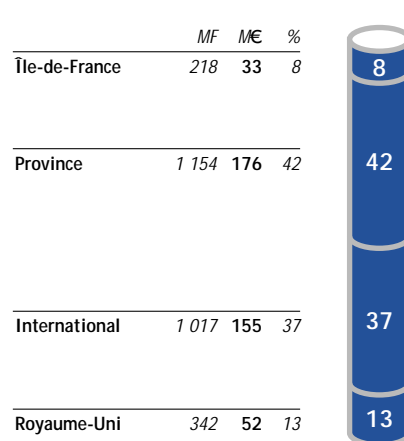 MF M€ %
Île-de-France 218 33 8
8
Province 1 154 176 42
42
International 1 017 155 37
37
Royaume-Uni 342 52 13
13